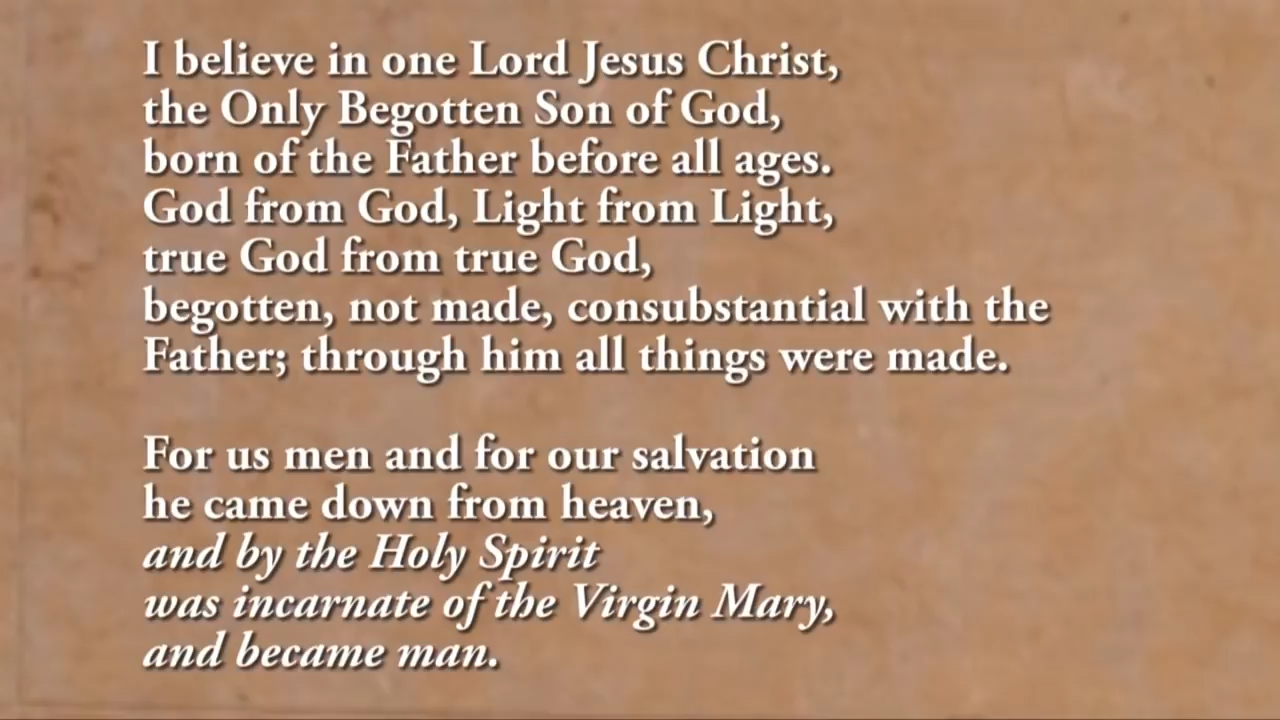 I believe in one Lord Jesus Christ,
the Only Begotten Son of God,
born of the Father before all ages.
God from God, Light from Light,
true God from true God,
begotten, not made, consubstantial with the
Father; through him all things were made.
For us men and for our salvation
he came down from heaven,
and by the Holy Spirit
was incarnate of the Virgin Mary,
and became man.